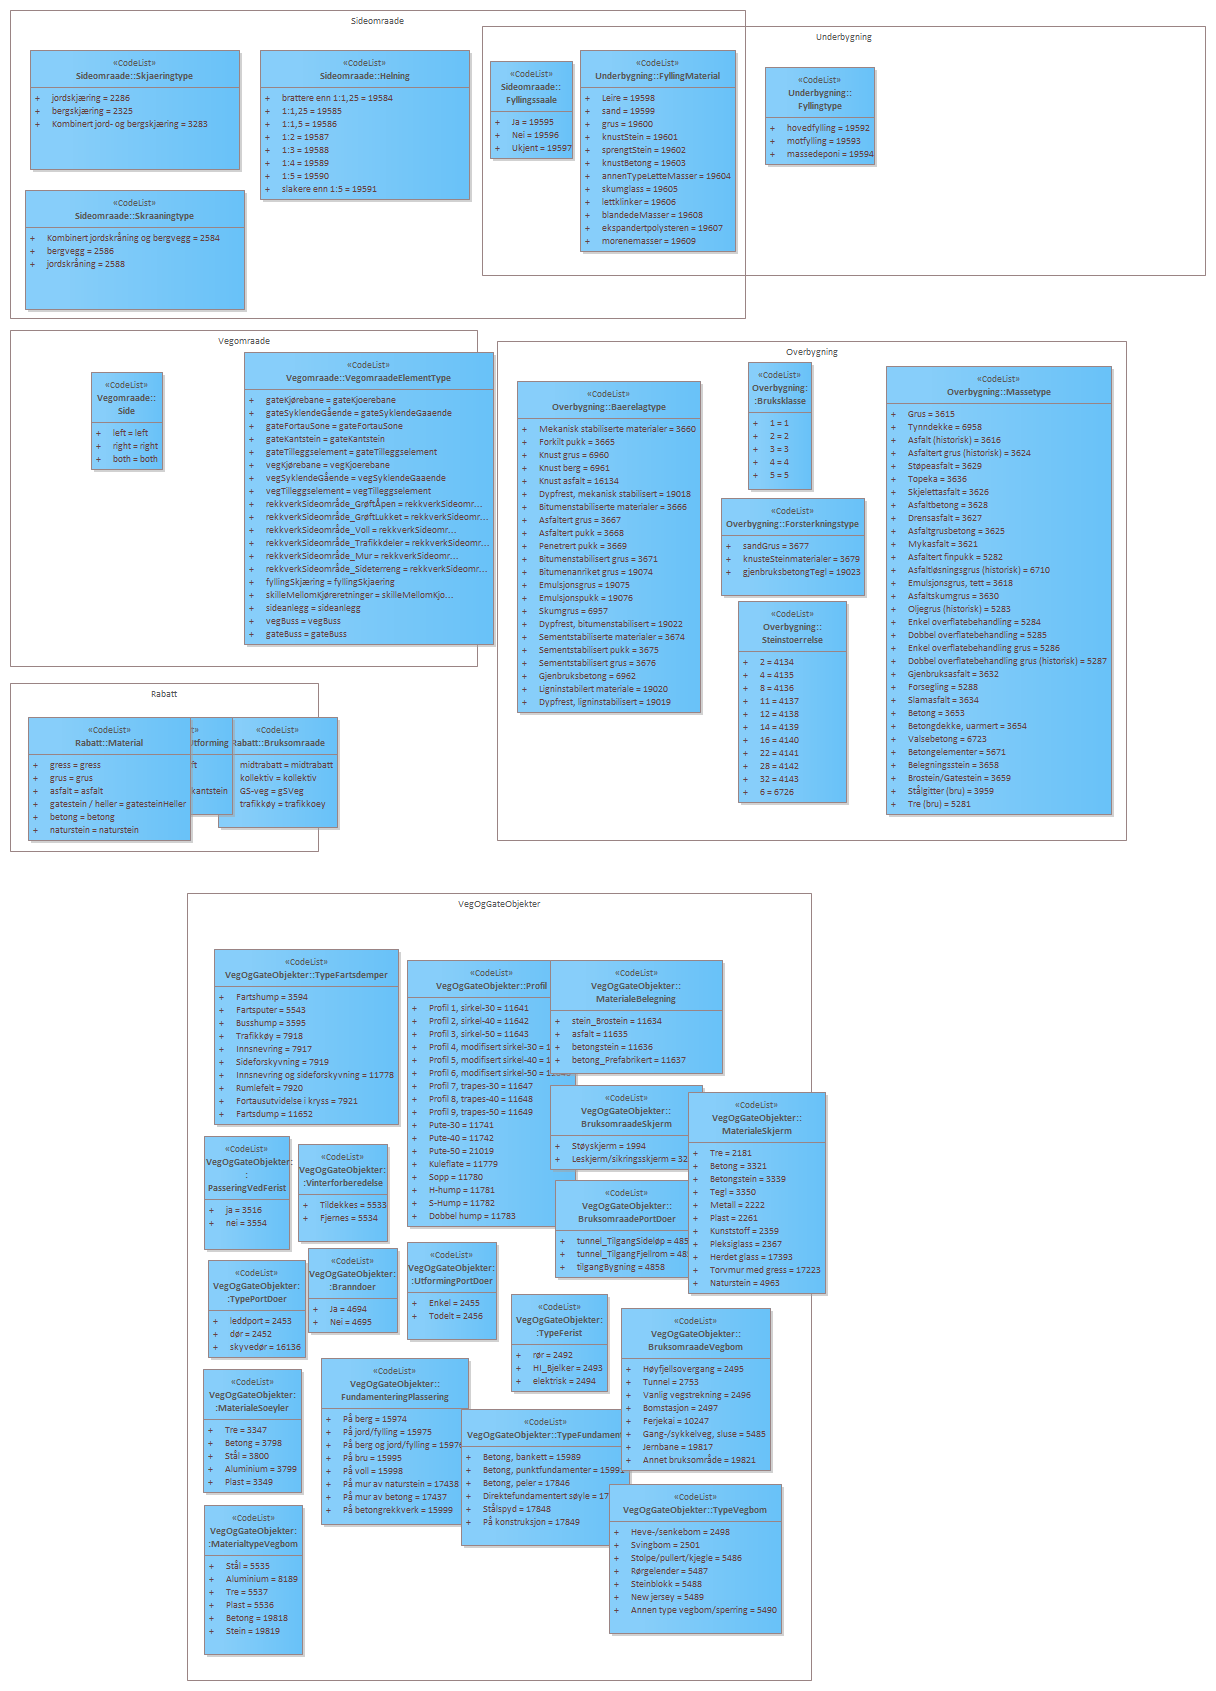 Sideomraade
«CodeList»
Sideomraade::Skjaeringtype
+ jordskjæring = 2286
+ bergskjæring = 2325
+ Kombinert jord- og bergskjæring = 3283
«CodeList»
Sideomraade::Helning
+ brattere enn 1:1,25 = 19584
+ 1:1,25 = 19585
+ 1:1,5 = 19586
+ 1:2 = 19587
+ 1:3 = 19588
+ 1:4 = 19589
+ 1:5 = 19590
+ slakere enn 1:5 = 19591
«CodeList»
Sideomraade::Skraaningtype
+ Kombinert jordskråning og bergvegg = 2584
+ bergvegg = 2586
+ jordskråning = 2588
Underbygning
«CodeList»
Sideomraade::
Fyllingssaale
+ Ja = 19595
+ Nei = 19596
+ Ukjent = 19597
«CodeList»
Underbygning::FyllingMaterial
+ Leire = 19598
+ sand = 19599
+ grus = 19600
+ knustStein = 19601
+ sprengtStein = 19602
+ knustBetong = 19603
+ annenTypeLetteMasser = 19604
+ skumglass = 19605
+ lettklinker = 19606
+ blandedeMasser = 19608
+ ekspandertpolysteren = 19607
+ morenemasser = 19609
«CodeList»
Underbygning::
Fyllingtype
+ hovedfylling = 19592
+ motfylling = 19593
+ massedeponi = 19594
Vegomraade
«CodeList»
Vegomraade::
Side
+ left = left
+ right = right
+ both = both
«CodeList»
Vegomraade::VegomraadeElementType
+ gateKjørebane = gateKjoerebane
+ gateSyklendeGående = gateSyklendeGaaende
+ gateFortauSone = gateFortauSone
+ gateKantstein = gateKantstein
+ gateTilleggselement = gateTilleggselement
+ vegKjørebane = vegKjoerebane
+ vegSyklendeGående = vegSyklendeGaaende
+ vegTilleggselement = vegTilleggselement
+ rekkverkSideområde_GrøftÅpen = rekkverkSideomr...
+ rekkverkSideområde_GrøftLukket = rekkverkSideomr...
+ rekkverkSideområde_Voll = rekkverkSideomr...
+ rekkverkSideområde_Trafikkdeler = rekkverkSideomr...
+ rekkverkSideområde_Mur = rekkverkSideomr...
+ rekkverkSideområde_Sideterreng = rekkverkSideomr...
+ fyllingSkjæring = fyllingSkjaering
+ skilleMellomKjøreretninger = skilleMellomKjo...
+ sideanlegg = sideanlegg
+ vegBuss = vegBuss
+ gateBuss = gateBuss
Overbygning
«CodeList»
Overbygning::Baerelagtype
+ Mekanisk stabiliserte materialer = 3660
+ Forkilt pukk = 3665
+ Knust grus = 6960
+ Knust berg = 6961
+ Knust asfalt = 16134
+ Dypfrest, mekanisk stabilisert = 19018
+ Bitumenstabiliserte materialer = 3666
+ Asfaltert grus = 3667
+ Asfaltert pukk = 3668
+ Penetrert pukk = 3669
+ Bitumenstabilisert grus = 3671
+ Bitumananriket grus = 19074
+ Emulsjonsgrus = 19075
+ Emulsjonspukk = 19076
+ Skumgrus = 6957
+ Dypfrest, bitumenstabilisert = 19022
+ Sementstabiliserte materialer = 3674
+ Sementstabilisert pukk = 3675
+ Sementstabilisert grus = 3676
+ Gjenbruksbetong = 6962
+ Ligninstabilert materiale = 19020
+ Dypfrest, ligninstabilisert = 19019
«CodeList»
Overbygning:
:Bruksklasse
+ 1 = 1
+ 2 = 2
+ 3 = 3
+ 4 = 4
+ 5 = 5
«CodeList»
Overbygning::Forsterkningstype
+ sandGrus = 3677
+ knusteSteinmaterialer = 3679
+ gjenbruksbetongTegl = 19023
«CodeList»
Overbygning::
Steinstoerrelse
+ 2 = 4134
+ 4 = 4135
+ 8 = 4136
+ 11 = 4137
+ 12 = 4138
+ 14 = 4139
+ 16 = 4140
+ 22 = 4141
+ 28 = 4142
+ 32 = 4143
+ 6 = 6726
«CodeList»
Overbygning::Massetype
+ Grus = 3615
+ Tynndekke = 6958
+ Asfalt (historisk) = 3616
+ Asfaltert grus (historisk) = 3624
+ Støpeasfalt = 3629
+ Topeka = 3636
+ Skjelettasfalt = 3626
+ Asfaltbetong = 3628
+ Drensasfalt = 3627
+ Asfaltgrusbetong = 3625
+ Mykasfalt = 3621
+ Asfaltert finpukk = 5282
+ Asfaltløsningsgrus (historisk) = 6710
+ Emulsjonsgrus, tett = 3618
+ Asfaltskumgrus = 3630
+ Oljegrus (historisk) = 5283
+ Enkel overflatebehandling = 5284
+ Dobbel overflatebehandling = 5285
+ Enkel overflatebehandling grus = 5286
+ Dobbel overflatebehandling grus (historisk) = 5287
+ Gjenbruksasfalt = 3632
+ Forsegling = 5288
+ Slamasfalt = 3634
+ Betong = 3653
+ Betongdekke, uarmert = 3654
+ Valsebetong = 6723
+ Betongelementer = 5671
+ Belegningsstein = 3658
+ Brostein/Gatestein = 3659
+ Stålgitter (bru) = 3959
+ Tre (bru) = 5281
Rabatt
«CodeList»
Rabatt::Material
+ gress = gress
+ grus = grus
+ asfalt = asfalt
+ gatestein / heller = gatesteinHeller
+ betong = betong
+ naturstein = naturstein
t»
Utforming
ft
kantstein
«CodeList»
Rabatt::Bruksomraade
midtrabatt = midtrabatt
kollektiv = kollektiv
GS-veg = gSVeg
trafikkøy = trafikkoey
VegOgGateObjekter
«CodeList»
VegOgGateObjekter::TypeFartsdemper
+ Fartshump = 3594
+ Fartsputer = 5543
+ Busshump = 3595
+ Trafikkøy = 7918
+ Innsnevring = 7917
+ Sideforskyvning = 7919
+ Innsnevring og sideforskyvning = 11778
+ Rumlefelt = 7920
+ Fortausutvidelse i kryss = 7921
+ Fartsdump = 11652
«CodeList»
VegOgGateObjekter::Profil
+ Profil 1, sirkel-30 = 11641
+ Profil 2, sirkel-40 = 11642
+ Profil 3, sirkel-50 = 11643
+ Profil 4, modifisert sirkel-30 = 1
+ Profil 5, modifisert sirkel-40 = 1
+ Profil 6, modifisert sirkel-50 =
+ Profil 7, trapes-30 = 11647
+ Profil 8, trapes-40 = 11648
+ Profil 9, trapes-50 = 11649
+ Pute-30 = 11741
+ Pute-40 = 11742
+ Pute-50 = 21019
+ Kuleflate = 11779
+ Sopp = 11780
+ H-hump = 11781
+ S-Hump = 11782
+ Dobbel hump = 11783
«CodeList»
VegOgGateObjekter::
MaterialeBelegning
+ stein_Brostein = 11634
+ asfalt = 11635
+ betongstein = 11636
+ betong_Prefabrikert = 11637
«CodeList»
VegOgGateObjekter::
BruksomraadeSkjerm
+ Støyskjerm = 1994
+ Leskjerm/sikringsskjerm = 32
«CodeList»
VegOgGateObjekter::
MaterialeSkjerm
+ Tre = 2181
+ Betong = 3321
+ Betongstein = 3339
+ Tegl = 3350
+ Metall = 2222
+ Plast = 2261
+ Kunststoff = 2359
+ Pleksiglass = 2367
+ Herdet glass = 17393
+ Torvmur med gress = 17223
+ Naturstein = 4963
«CodeList»
VegOgGateObjekter:
:
PasseringVedFerist
+ ja = 3516
+ nei = 3554
«CodeList»
VegOgGateObjekter:
:Vinterforberedelse
+ Tildekkes = 5533
+ Fjernes = 5534
«CodeList»
VegOgGateObjekter::
BruksomraadePortDoer
+ tunnel_TilgangSideløp = 485
+ tunnel_TilgangFjellrom = 48
+ tilgangBygning = 4858
«CodeList»
VegOgGateObjekter:
:TypePortDoer
+ leddport = 2453
+ dør = 2452
+ skyvedør = 16136
«CodeList»
VegOgGateObjekter:
:Branndoer
+ Ja = 4694
+ Nei = 4695
«CodeList»
VegOgGateObjekter:
:UtformingPortDoer
+ Enkel = 2455
+ Todelt = 2456
«CodeList»
VegOgGateObjekter:
:TypeFerist
+ rør = 2492
+ HI_Bjelker = 2493
+ elektrisk = 2494
«CodeList»
VegOgGateObjekter::
BruksomraadeVegbom
+ Høyfjellsovergang = 2495
+ Tunnel = 2753
+ Vanlig vegstrekning = 2496
+ Bomstasjon = 2497
+ Ferjekai = 10247
+ Gang-/sykkelveg, sluse = 5485
+ Jernbane = 19817
+ Annet bruksområde = 19821
«CodeList»
VegOgGateObjekter:
:MaterialeSoeyler
+ Tre = 3347
+ Betong = 3798
+ Stål = 3800
+ Aluminium = 3799
+ Plast = 3349
«CodeList»
VegOgGateObjekter::
FundamenteringPlassering
+ På berg = 15974
+ På jord/fylling = 15975
+ På berg og jord/fylling = 15976
+ På bru = 15995
+ På voll = 15998
+ På mur av naturstein = 17438
+ På mur av betong = 17437
+ På betongrekkverk = 15999
«CodeList»
VegOgGateObjekter::TypeFundament
+ Betong, bankett = 15989
+ Betong, punktfundamenter = 15991
+ Betong, peler = 17846
+ Direktefundamentert søyle = 17
+ Stålspyd = 17848
+ På konstruksjon = 17849
«CodeList»
VegOgGateObjekter::TypeVegbom
+ Heve-/senkebom = 2498
+ Svingbom = 2501
+ Stolpe/pullert/kjegle = 5486
+ Rørgelender = 5487
+ Steinblokk = 5488
+ New jersey = 5489
+ Annen type vegbom/sperring = 5490
«CodeList»
VegOgGateObjekter:
:MaterialtypeVegbom
+ Stål = 5535
+ Aluminium = 8189
+ Tre = 5537
+ Plast = 5536
+ Betong = 19818
+ Stein = 19819